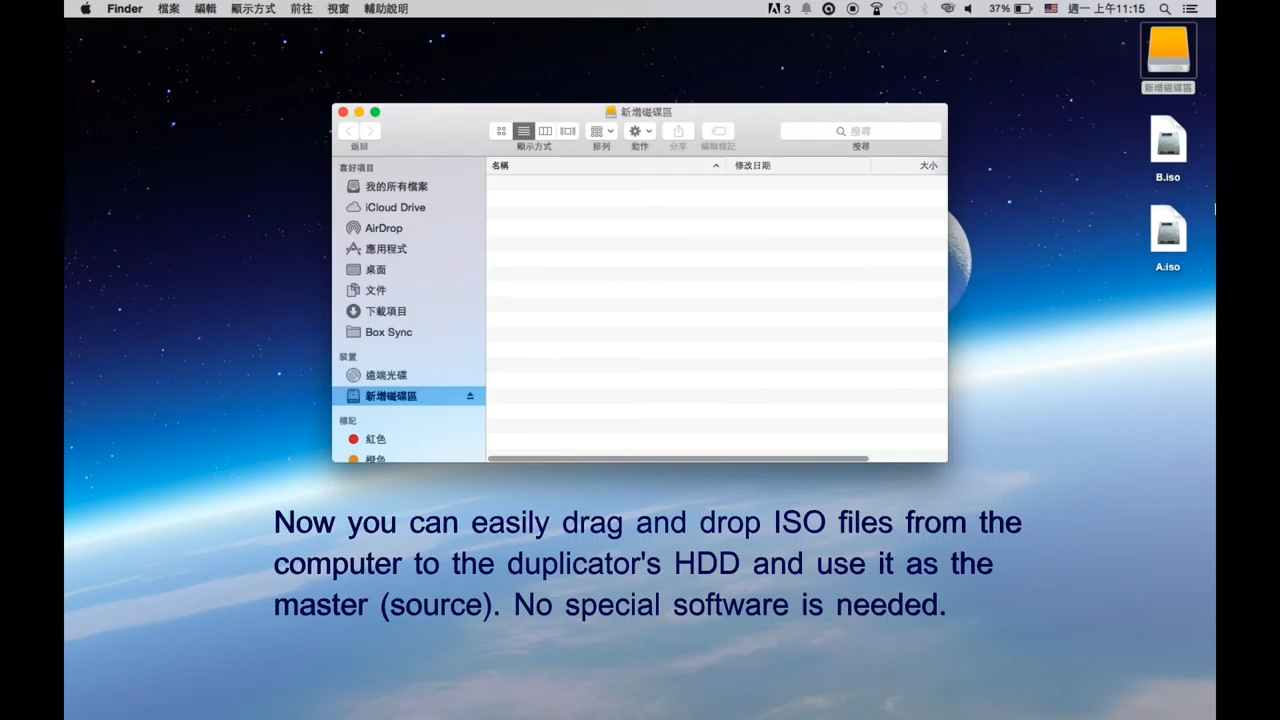 Finder 檔案 編輯 顯示方式 前往 視窗 輔助說明 3 37% 週一 上午11:15
新增磁碟區
B.iso
A.iso
新增磁碟區
搜尋
返回 顯示方式 排列 動作 分享 編輯標記 搜尋
喜好項目
我的所有檔案
iCloud Drive
AirDrop
應用程式
桌面
文件
下載項目
Box Sync
裝置
遠端光碟
新增磁碟區
標記
紅色
橙色
名稱 修改日期 大小
Now you can easily drag and drop ISO files from the
computer to the duplicator's HDD and use it as the
master (source). No special software is needed.